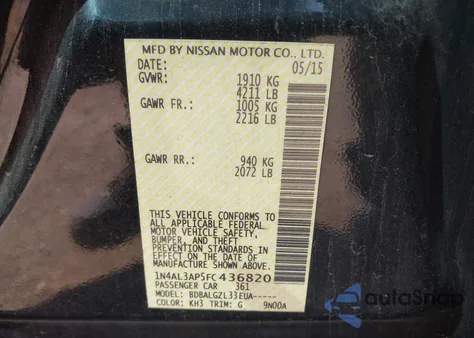 MFD BY NISSAN MOTOR CO., LTD.
DATE: 05/15
GVWR: 1910 KG
4211 LB
GAWR FR.: 1005 KG
2216 LB
GAWR RR.: 940 KG
2072 LB
THIS VEHICLE CONFORMS TO
ALL APPLICABLE FEDERAL
MOTOR VEHICLE SAFETY,
BUMPER, AND THEFT
PREVENTION STANDARDS IN
EFFECT ON THE DATE OF
MANUFACTURE SHOWN ABOVE.
1N4AL3AP5FC436820
PASSENGER CAR 361
MODEL: BDBALGZL33EUA-----
COLOR: KH3 TRIM: G 9N00A
autoSnap